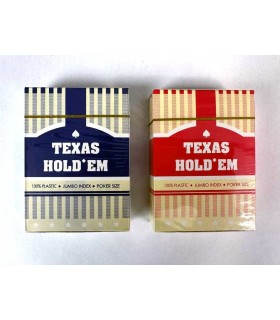 TEXAS
HOLD'EM
100% PLASTIC • JUMBO INDEX • POKER SIZE
TEXAS
HOLD'EM
100% PLASTIC • JUMBO INDEX • POKER SIZE